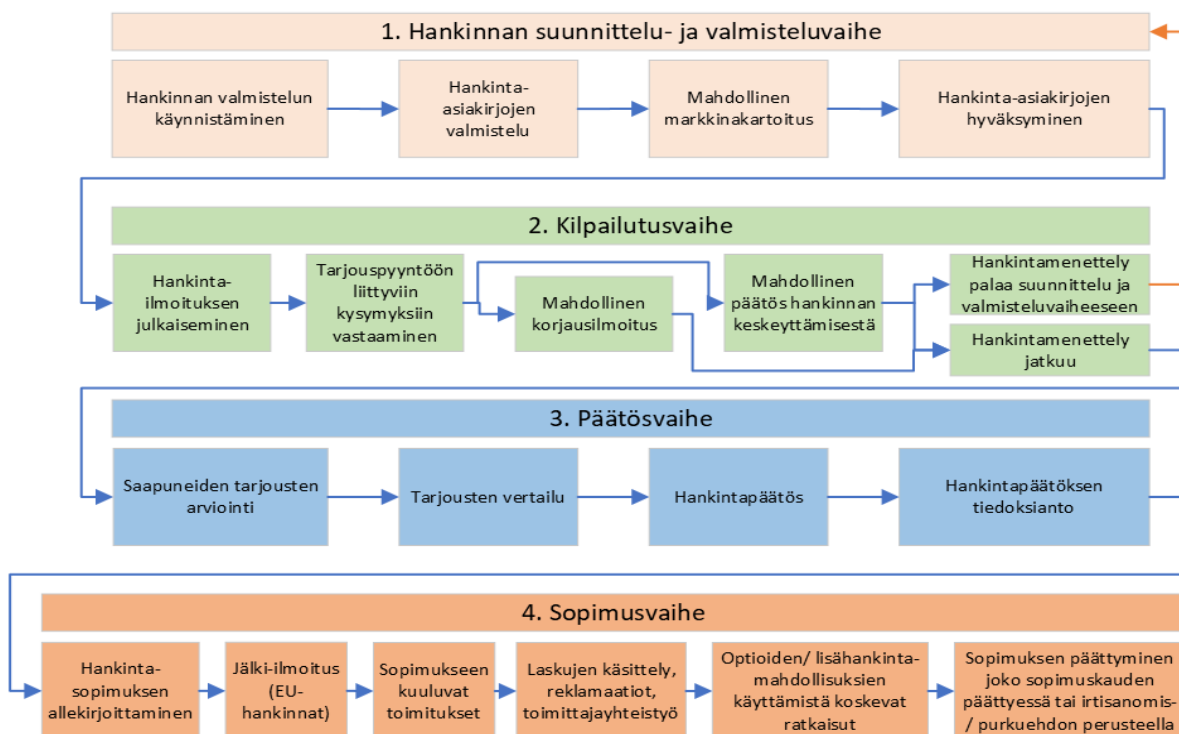 1. Hankinnan suunnittelu- ja valmisteluvaihe
Hankinnan valmistelun
käynnistäminen
Hankinta-
asiakirjojen
valmistelu
Mahdollinen
markkinakartoitus
Hankinta-asiakirjojen
hyväksyminen
2. Kilpailutusvaihe
Hankinta-
ilmoituksen
julkaiseminen
Tarjouspyyntöön
liittyviin
kysymyksiin
vastaaminen
Mahdollinen
korjausilmoitus
Mahdollinen
päätös hankinnan
keskeyttämisestä
Hankintamenettely
palaa suunnittelu ja
valmisteluvaiheeseen
Hankintamenettely
jatkuu
3. Päätösvaihe
Saapuneiden tarjousten
arviointi
Tarjousten vertailu
Hankintapäätös
Hankintapäätöksen
tiedoksianto
4. Sopimusvaihe
Hankinta-
sopimuksen
allekirjoittaminen
Jälki-ilmoitus
(EU-
hankinnat)
Sopimukseen
kuuluvat
toimitukset
Laskujen käsittely,
reklamaatiot,
toimittajayhteistyö
Optioiden/ lisähankinta-
mahdollisuksien
käyttämistä koskevat
ratkaisut
Sopimuksen päättyminen
joko sopimuskauden
päättyessä tai irtisanomis-
/ purkuehdon perusteella